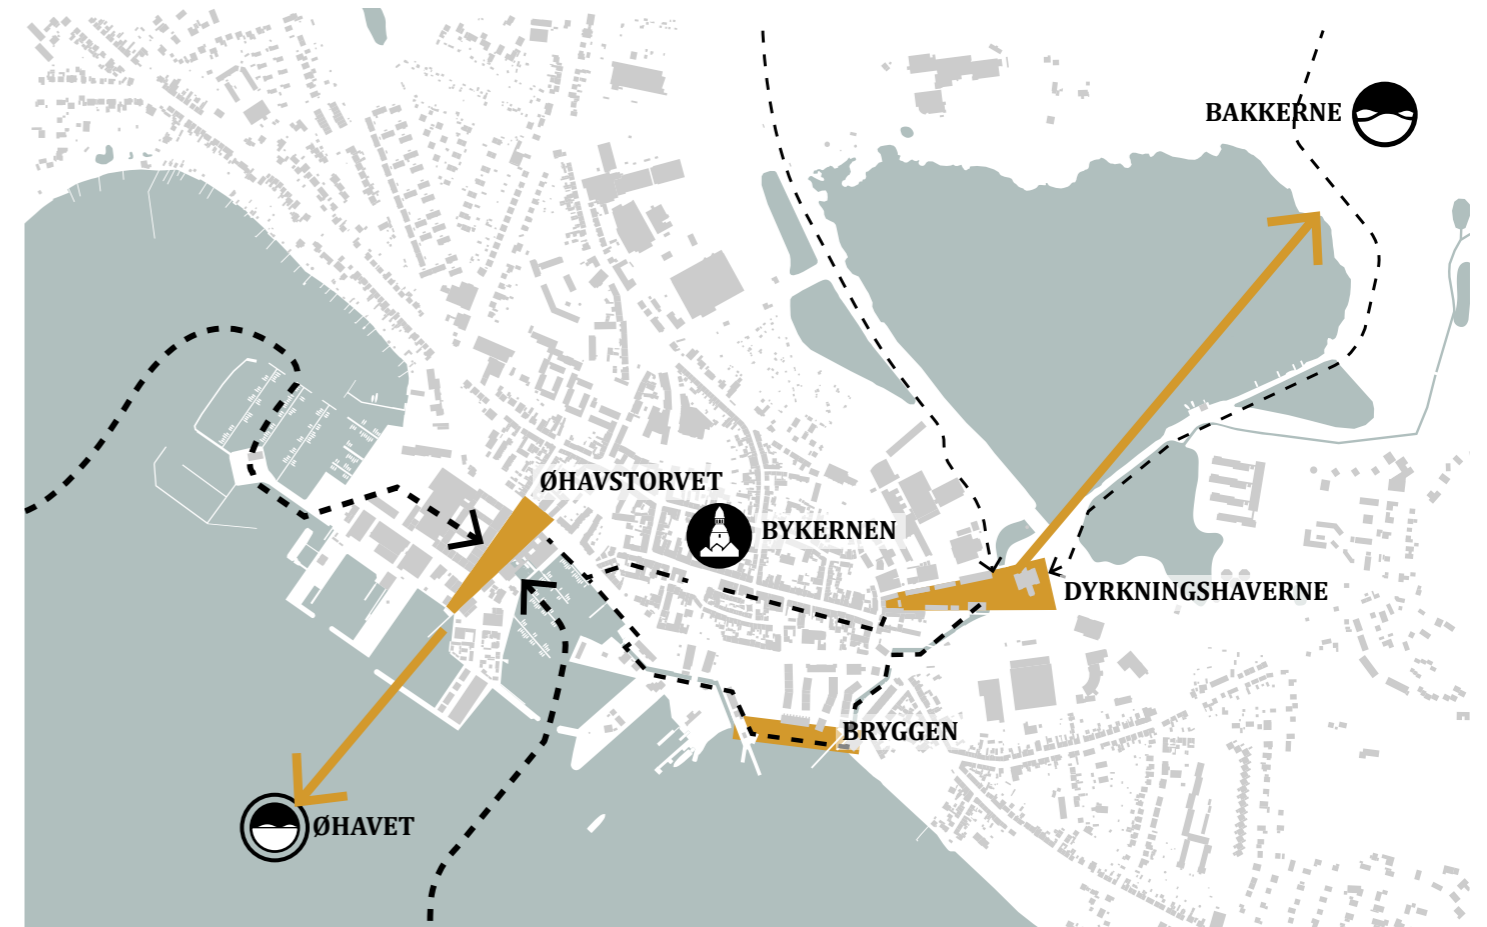 BAKKERNE
ØHAVSTORVET
BYKERNEN
DYRKNINGSHAVERNE
BRYGGEN
ØHAVET